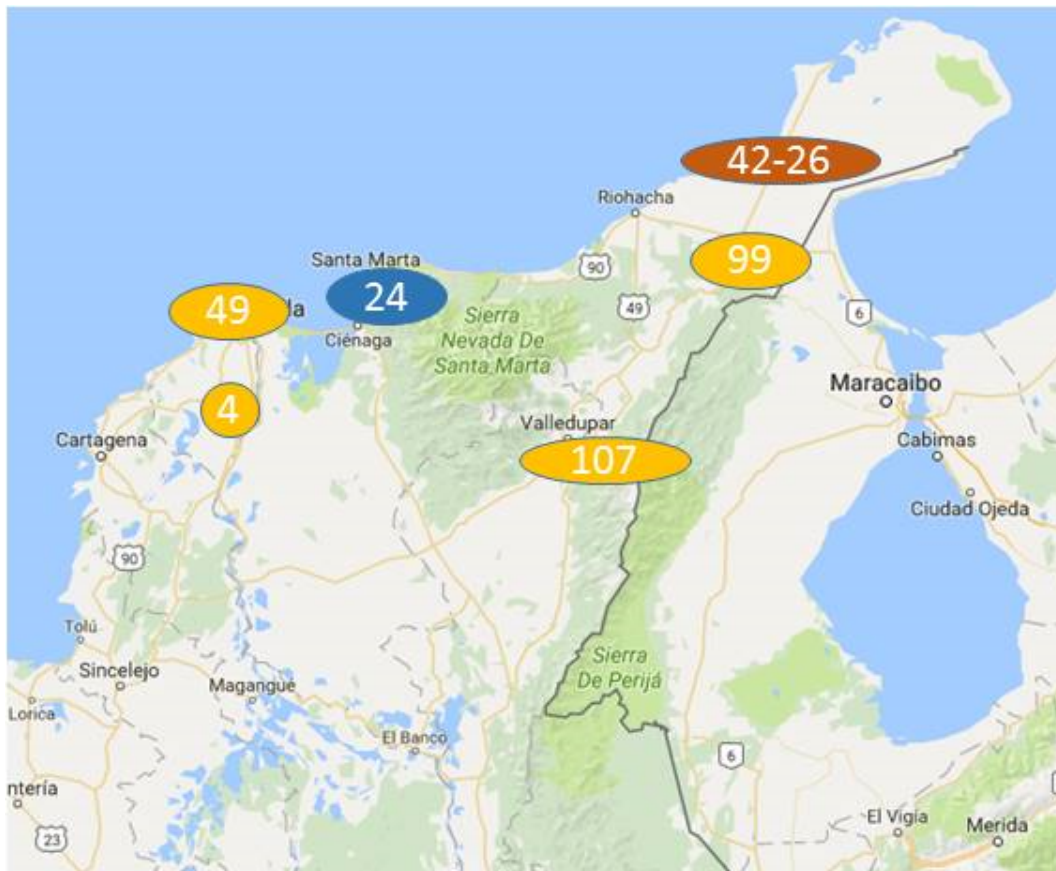 42-26
Riohacha
99
Santa Marta
90
49
24
la
49
6
Ciénaga
Sierra
Nevada De
Santa Marta
Maracaibo
4
Valledupar
Cartagena
107
Cabimas
Ciudad Ojeda
90
Tolú
Sincelejo
Sierra
De Perijá
Magangue
Lorica
El Banco
6
ntería
El Vigía
Merida
23